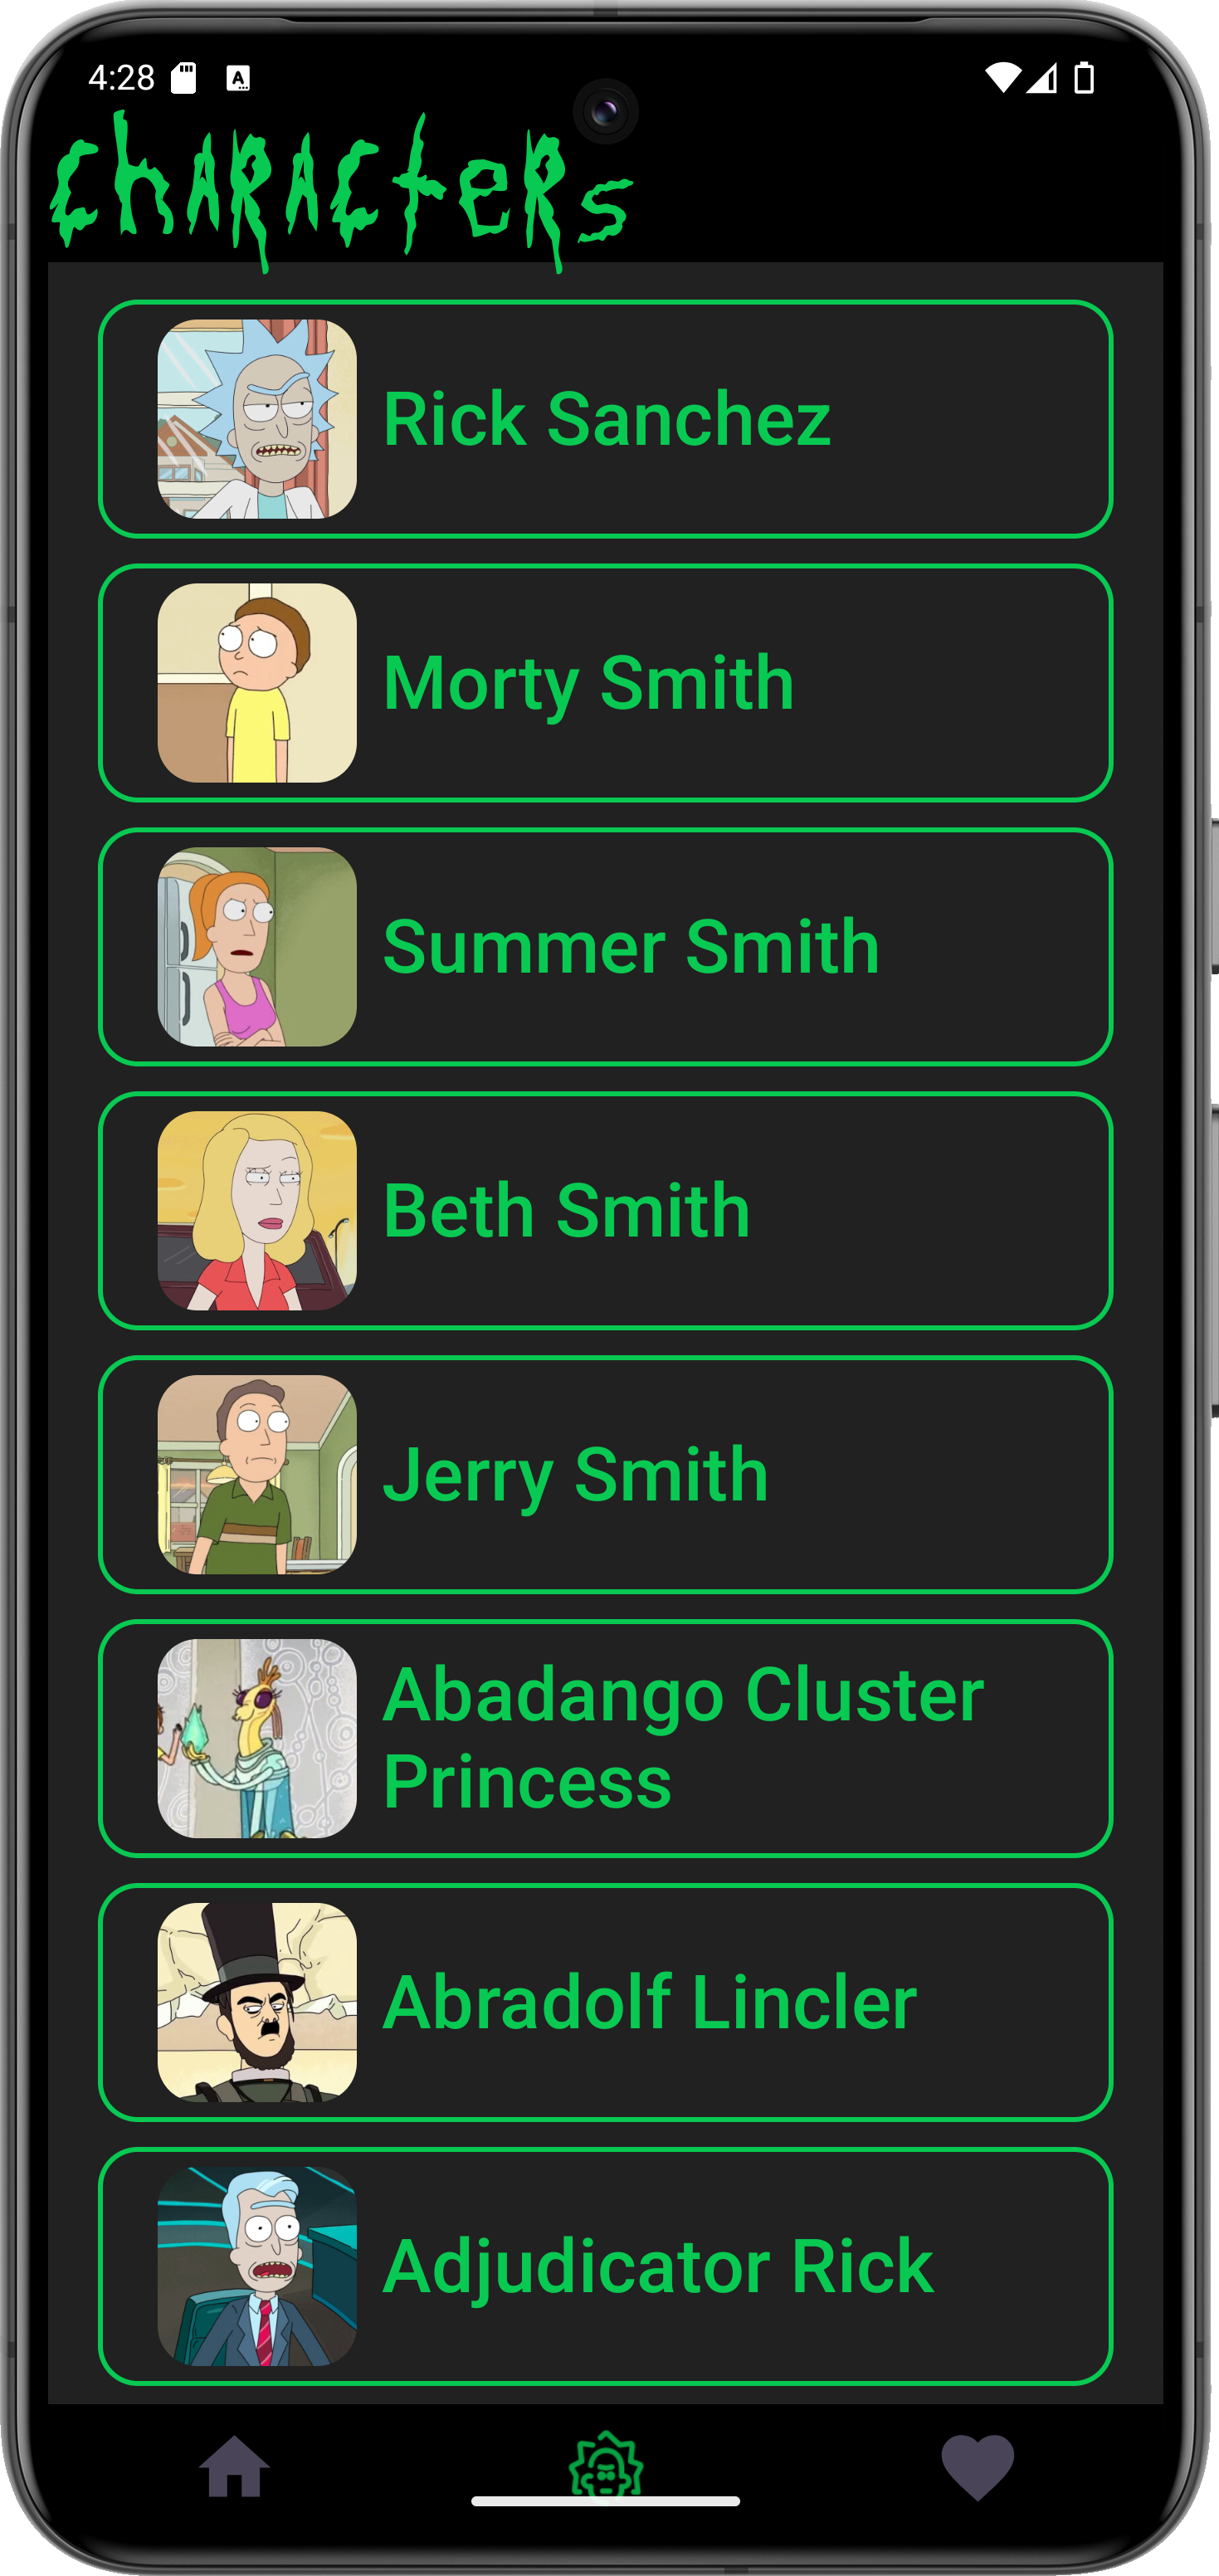 4:28
A
Characters
Rick Sanchez
Morty Smith
Summer Smith
Beth Smith
Jerry Smith
Abadango Cluster
Princess
Abradolf Lincler
Adjudicator Rick